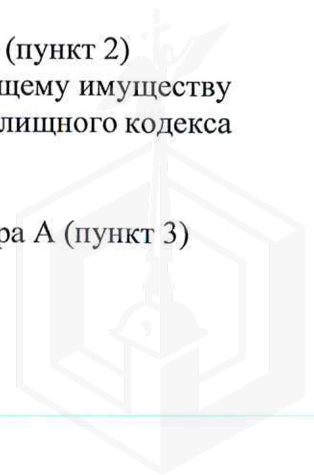 (пункт 2)
щему имуществу
лищного кодекса
ра А (пункт 3)